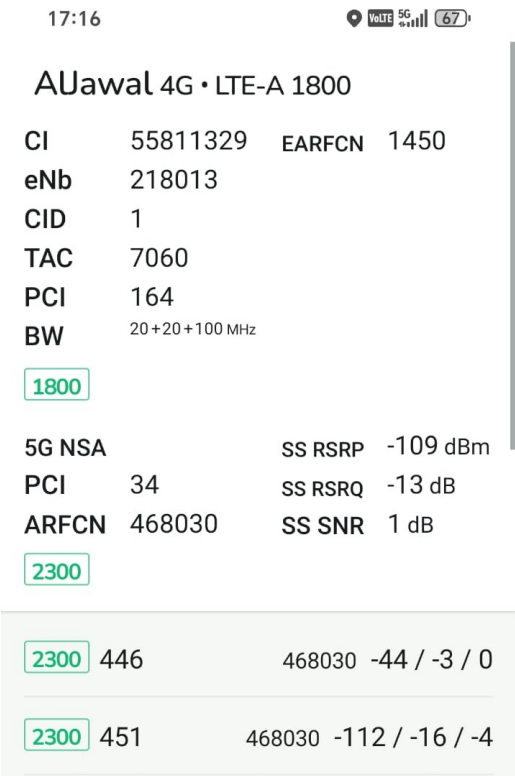 17:16 VoLTE 5G 67
AlJawal 4G • LTE-A 1800
CI 55811329 EARFCN 1450
eNb 218013
CID 1
TAC 7060
PCI 164
BW 20+20+100 MHz
1800
5G NSA SS RSRP -109 dBm
PCI 34 SS RSRQ -13 dB
ARFCN 468030 SS SNR 1 dB
2300
2300 446 468030 -44 / -3 / 0
2300 451 468030 -112 / -16 / -4